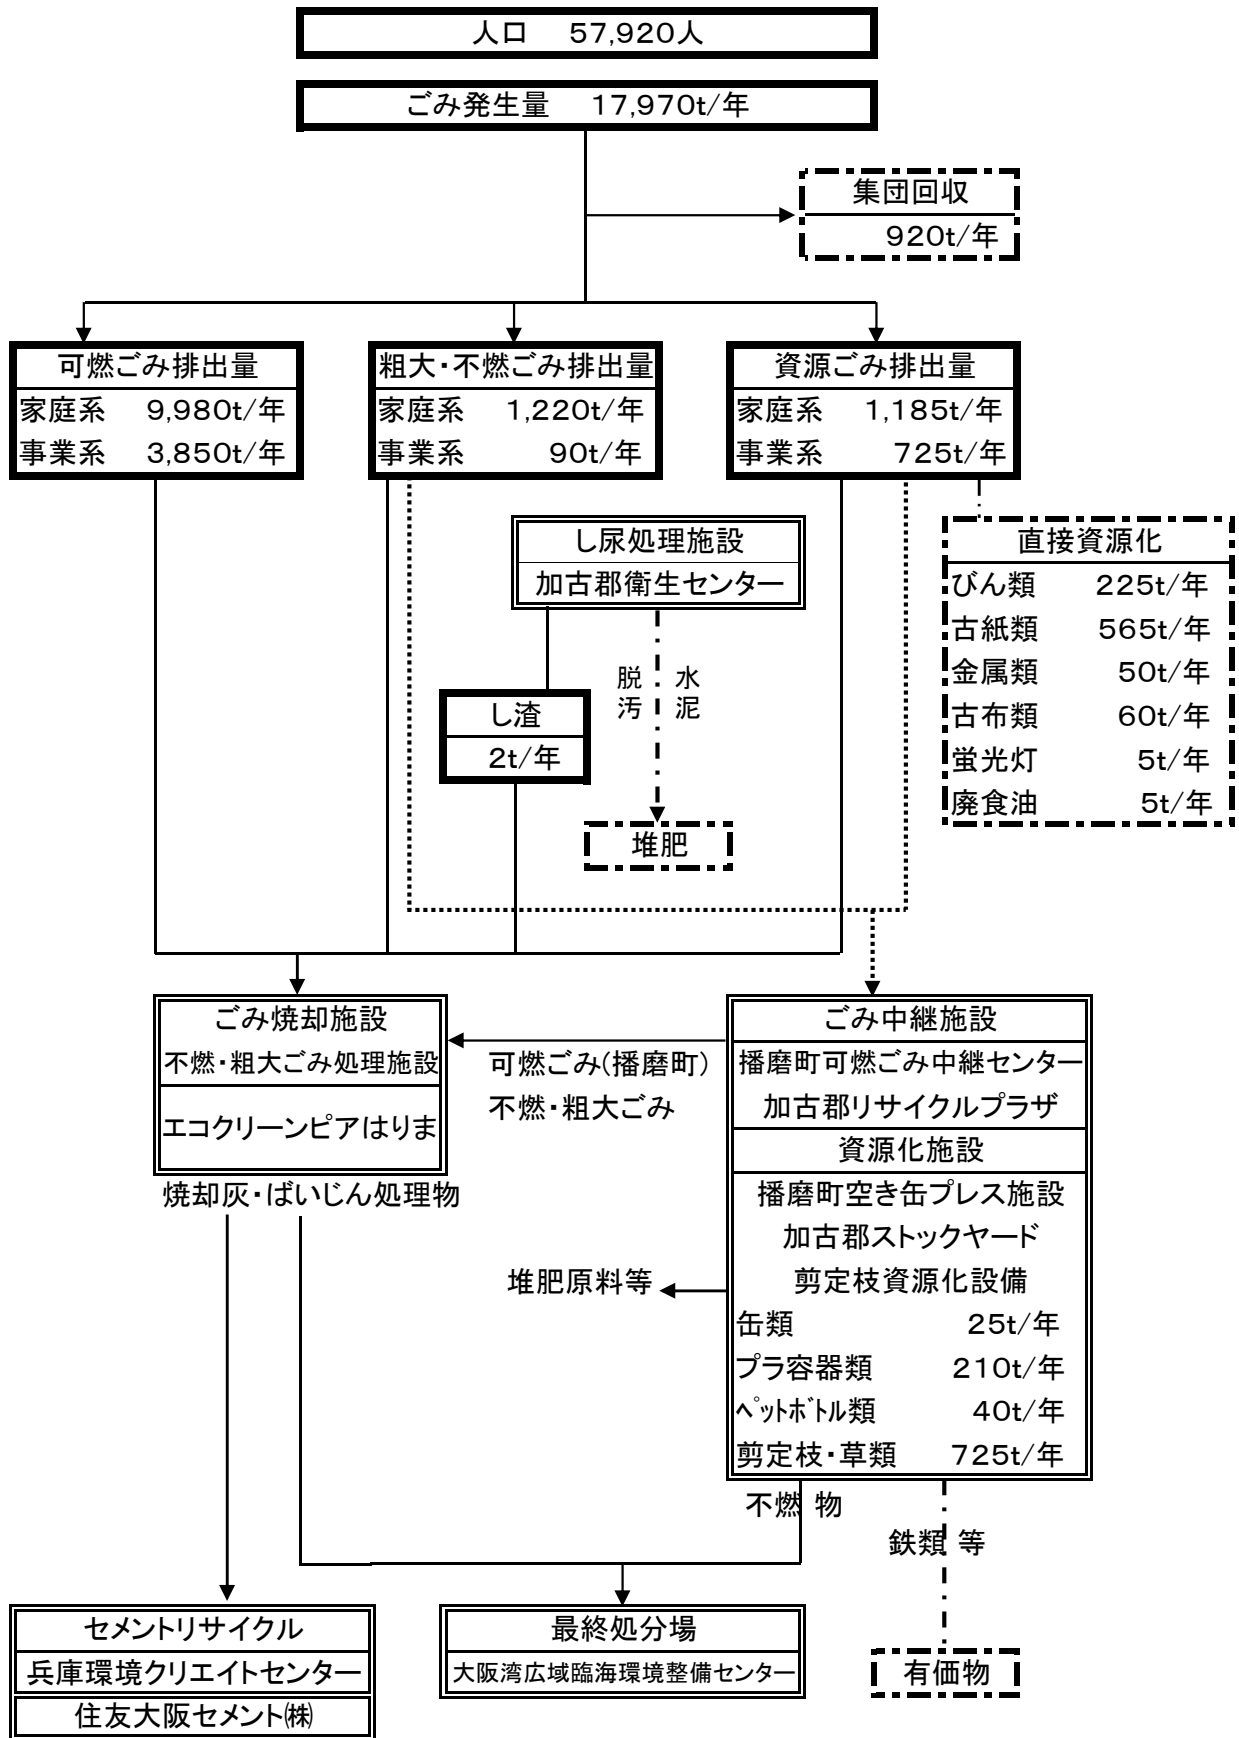 人口　57,920人
ごみ発生量　17,970t/年
集団回収
920t/年
可燃ごみ排出量
家庭系　9,980t/年
事業系　3,850t/年
粗大・不燃ごみ排出量
家庭系　1,220t/年
事業系　90t/年
資源ごみ排出量
家庭系　1,185t/年
事業系　725t/年
し尿処理施設
加古郡衛生センター
直接資源化
びん類　225t/年
古紙類　565t/年
金属類　50t/年
古布類　60t/年
蛍光灯　5t/年
廃食油　5t/年
脱水
汚泥
し渣
2t/年
堆肥
ごみ焼却施設
不燃・粗大ごみ処理施設
エコクリーンピアはりま
可燃ごみ(播磨町)
不燃・粗大ごみ
ごみ中継施設
播磨町可燃ごみ中継センター
加古郡リサイクルプラザ
資源化施設
播磨町空き缶プレス施設
加古郡ストックヤード
剪定枝資源化設備
缶類　25t/年
プラ容器類　210t/年
ﾍﾟｯﾄﾎﾞﾄﾙ類　40t/年
剪定枝・草類　725t/年
焼却灰・ばいじん処理物
堆肥原料等
不燃物
鉄類等
セメントリサイクル
兵庫環境クリエイトセンター
住友大阪セメント㈱
最終処分場
大阪湾広域臨海環境整備センター
有価物